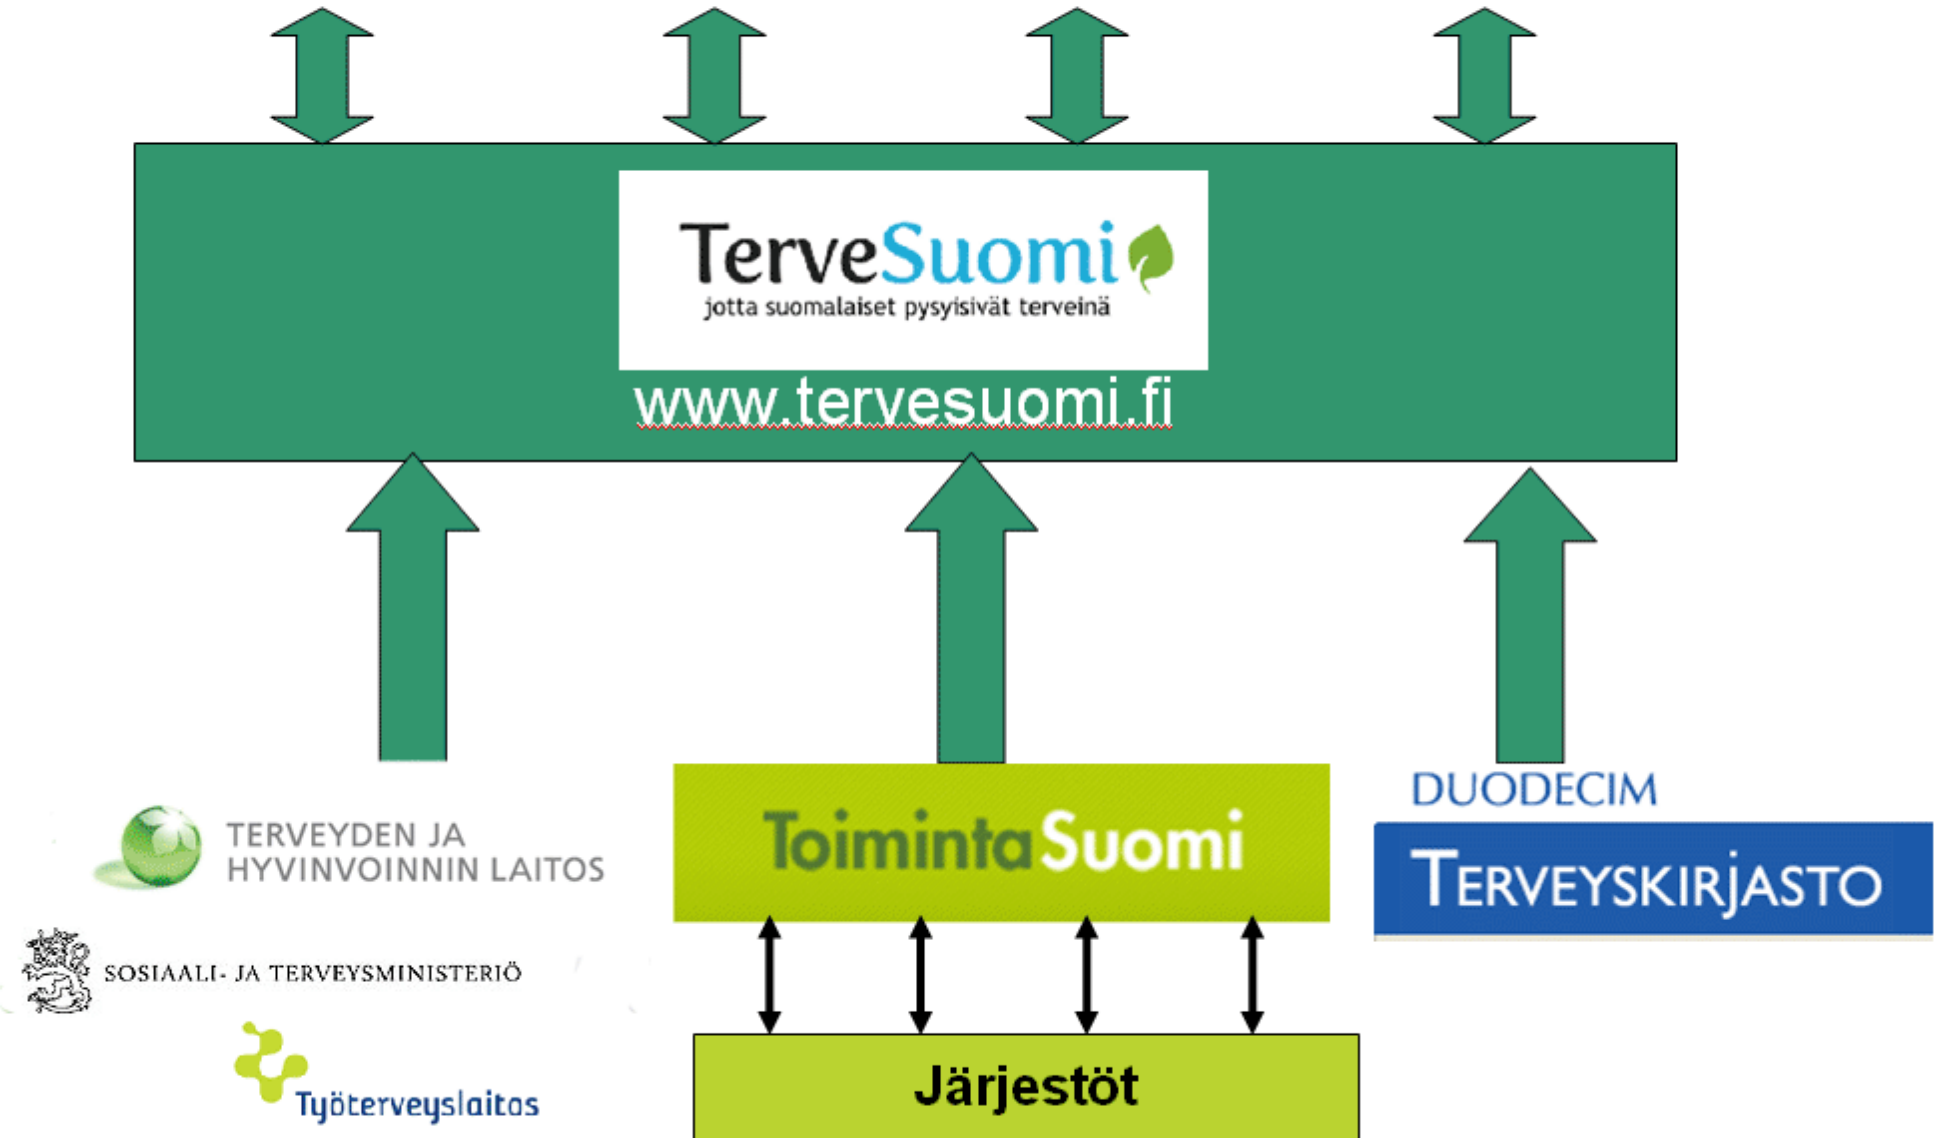 TerveSuomi
jotta suomalaiset pysyisivät terveinä
www.tervesuomi.fi
TERVEYDEN JA
HYVINVOINNIN LAITOS
SOSIAALI- JA TERVEYSMINISTERIÖ
Työterveyslaitos
ToimintaSuomi
Järjestöt
DUODECIM
TERVEYSKIRJASTO